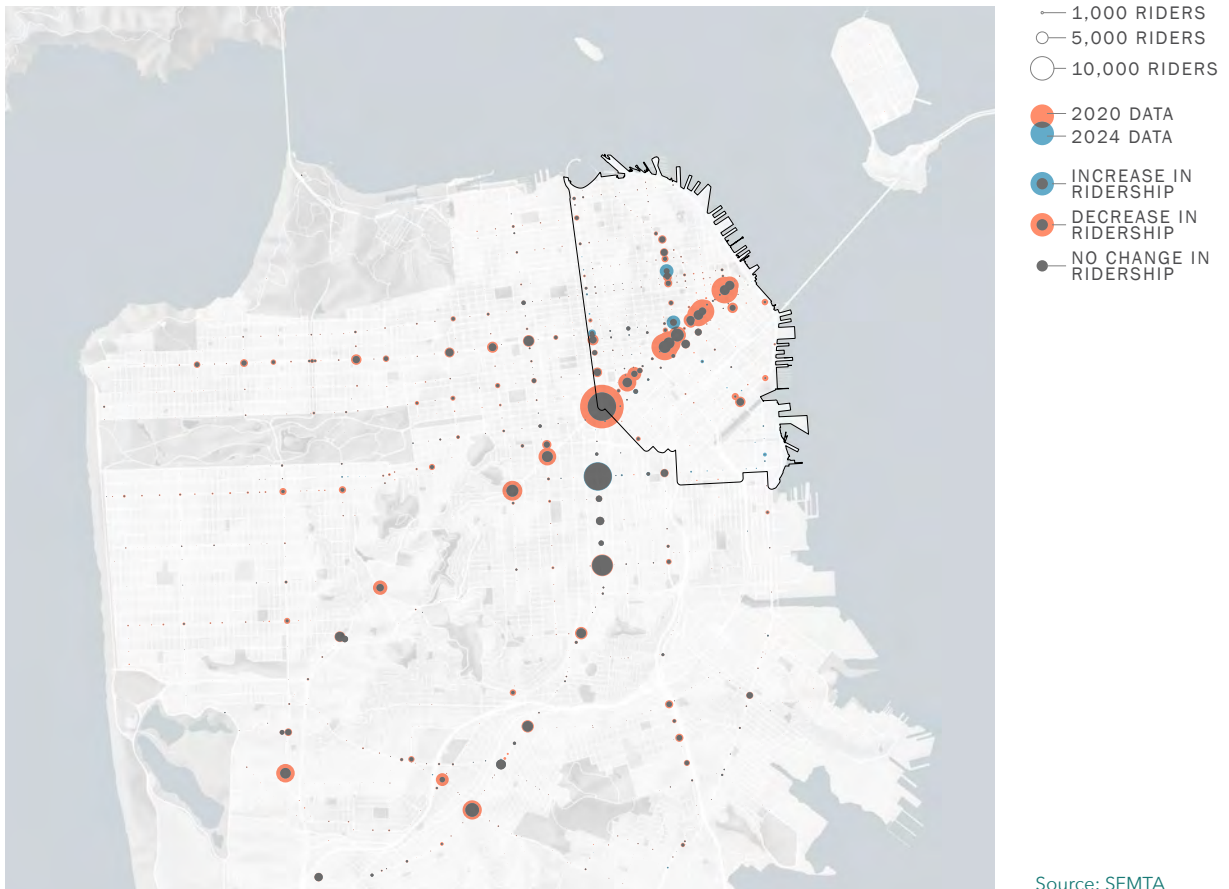 1,000 RIDERS
5,000 RIDERS
10,000 RIDERS
2020 DATA
2024 DATA
INCREASE IN
RIDERSHIP
DECREASE IN
RIDERSHIP
NO CHANGE IN
RIDERSHIP
Source: SFMTA